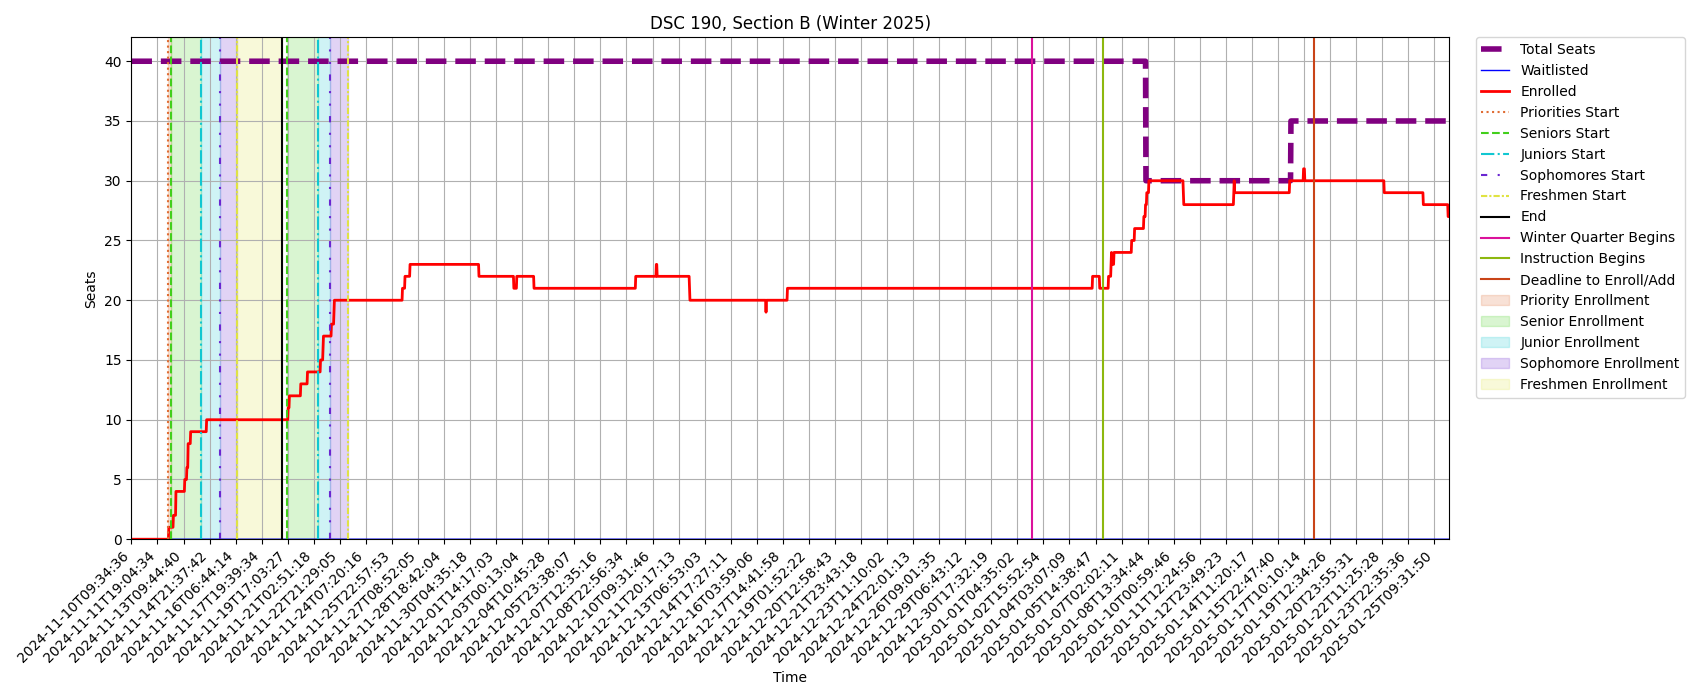 DSC 190, Section B (Winter 2025)
Seats
40
35
30
25
20
15
10
5
0
Total Seats
Waitlisted
Enrolled
Priorities Start
Seniors Start
Juniors Start
Sophomores Start
Freshmen Start
End
Winter Quarter Begins
Instruction Begins
Deadline to Enroll/Add
Priority Enrollment
Senior Enrollment
Junior Enrollment
Sophomore Enrollment
Freshmen Enrollment
2024-11-10T09:34:36
2024-11-11T19:04:34
2024-11-13T09:44:40
2024-11-14T21:37:42
2024-11-16T06:44:14
2024-11-17T19:39:34
2024-11-19T17:03:27
2024-11-21T02:51:18
2024-11-22T21:29:05
2024-11-24T07:20:16
2024-11-25T22:57:53
2024-11-27T08:52:05
2024-11-28T18:42:04
2024-11-30T04:35:18
2024-12-01T14:17:03
2024-12-03T00:13:04
2024-12-04T10:45:28
2024-12-05T23:38:07
2024-12-07T12:35:16
2024-12-08T22:56:34
2024-12-10T09:31:46
2024-12-11T20:17:13
2024-12-13T06:53:03
2024-12-14T17:27:11
2024-12-16T03:59:06
2024-12-17T14:41:58
2024-12-19T01:52:22
2024-12-20T12:58:43
2024-12-21T23:43:18
2024-12-23T11:10:02
2024-12-24T22:01:13
2024-12-26T09:01:35
2024-12-29T06:43:12
2024-12-30T17:32:19
2025-01-01T04:35:02
2025-01-02T15:52:54
2025-01-04T03:07:09
2025-01-05T14:38:47
2025-01-07T02:02:11
2025-01-08T13:34:44
2025-01-10T00:59:46
2025-01-11T12:24:56
2025-01-12T23:49:23
2025-01-14T11:20:17
2025-01-15T22:47:40
2025-01-17T10:10:14
2025-01-19T12:34:26
2025-01-20T23:55:31
2025-01-22T11:25:28
2025-01-23T22:35:36
2025-01-25T09:31:50
Time